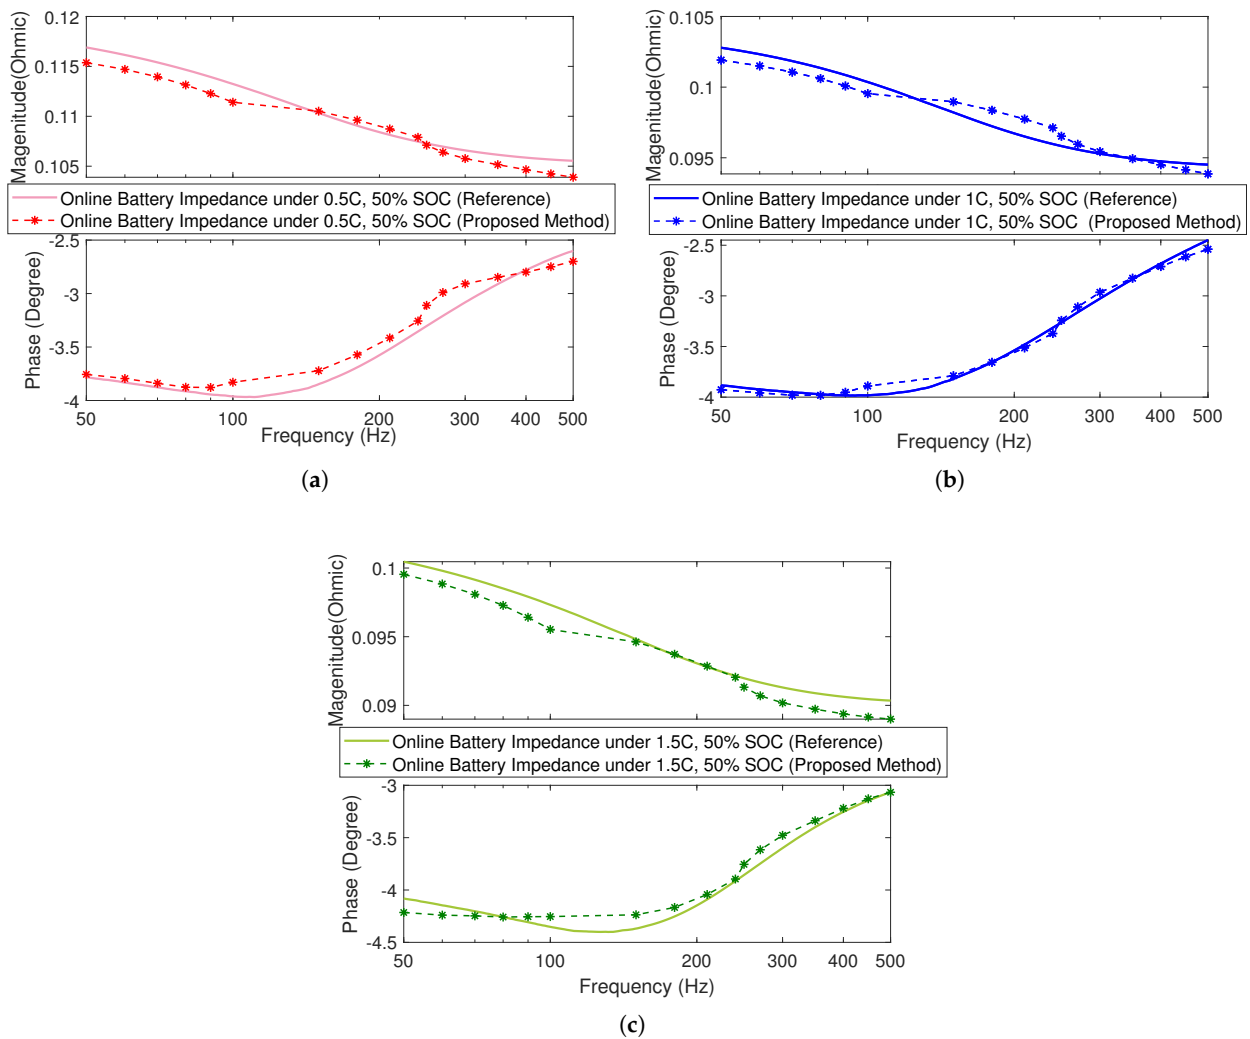 0.12
0.115
0.11
0.105
Magenitude(Ohmic)
Online Battery Impedance under 0.5C, 50% SOC (Reference)
Online Battery Impedance under 0.5C, 50% SOC (Proposed Method)
-2.5
-3
-3.5
-4
Phase (Degree)
50 100 200 300 400 500
Frequency (Hz)
(a)
0.105
0.1
0.095
Magenitude(Ohmic)
Online Battery Impedance under 1C, 50% SOC (Reference)
Online Battery Impedance under 1C, 50% SOC (Proposed Method)
-2.5
-3
-3.5
-4
Phase (Degree)
50 100 200 300 400 500
Frequency (Hz)
(b)
0.1
0.095
0.09
Magenitude(Ohmic)
Online Battery Impedance under 1.5C, 50% SOC (Reference)
Online Battery Impedance under 1.5C, 50% SOC (Proposed Method)
-3
-3.5
-4
-4.5
Phase (Degree)
50 100 200 300 400 500
Frequency (Hz)
(c)